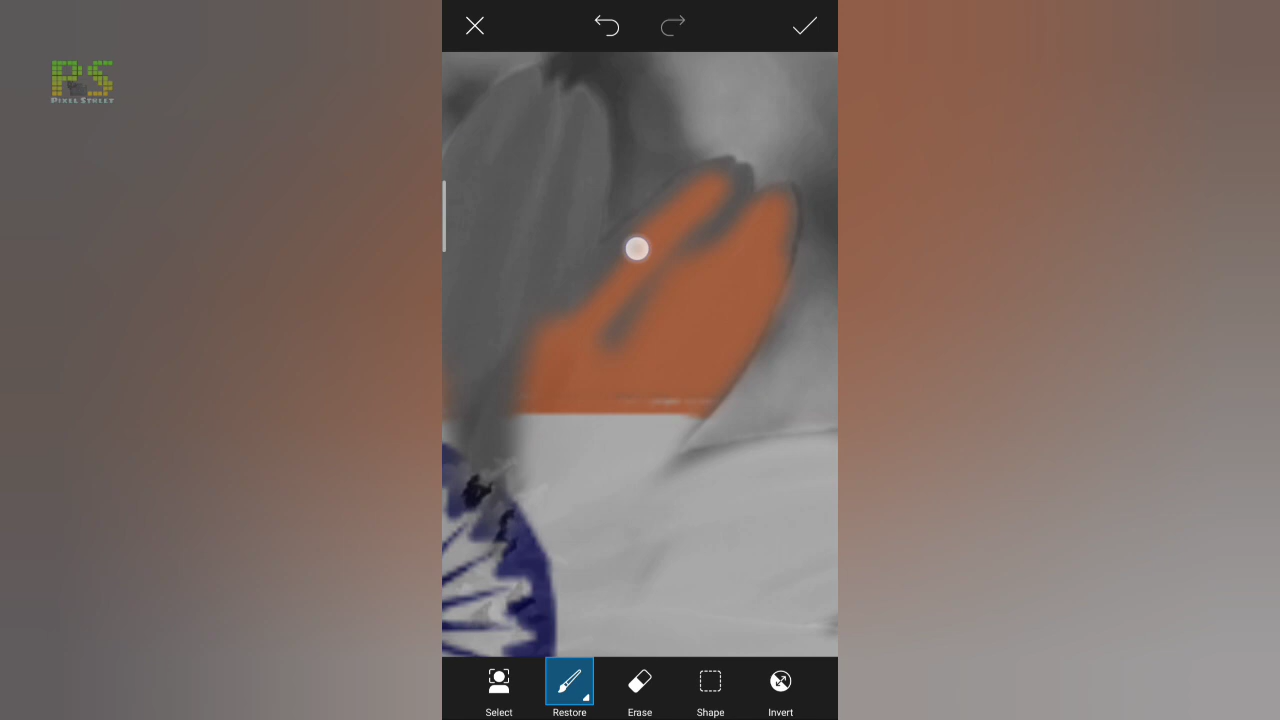 PS
PIXEL STREET
Select
Restore
Erase
Shape
Invert